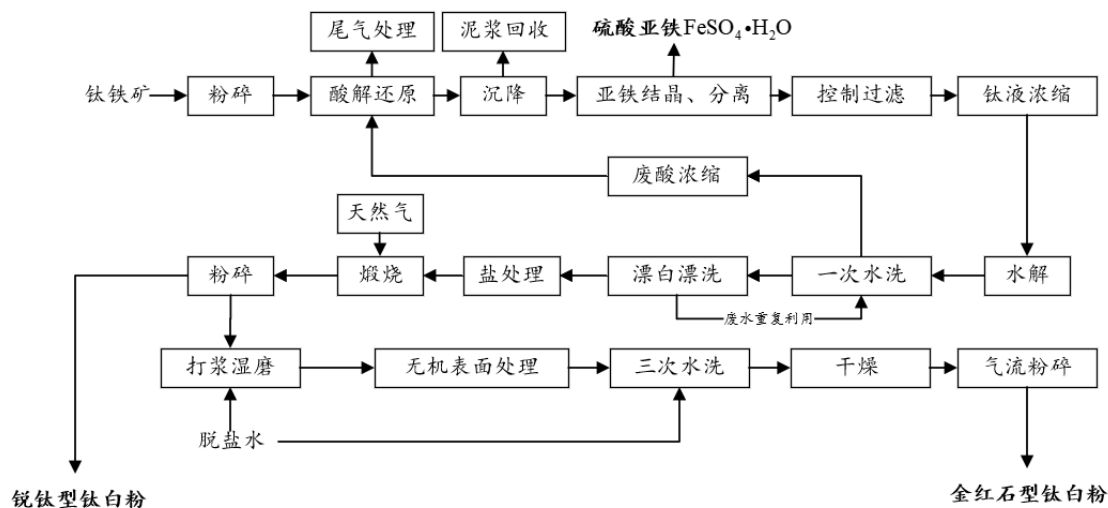 尾气处理
泥浆回收
硫酸亚铁FeSO₄•H₂O
钛铁矿
粉碎
酸解还原
沉降
亚铁结晶、分离
控制过滤
钛液浓缩
废酸浓缩
天然气
粉碎
煅烧
盐处理
漂白漂洗
一次水洗
水解
废水重复利用
打浆湿磨
无机表面处理
三次水洗
干燥
气流粉碎
脱盐水
锐钛型钛白粉
金红石型钛白粉